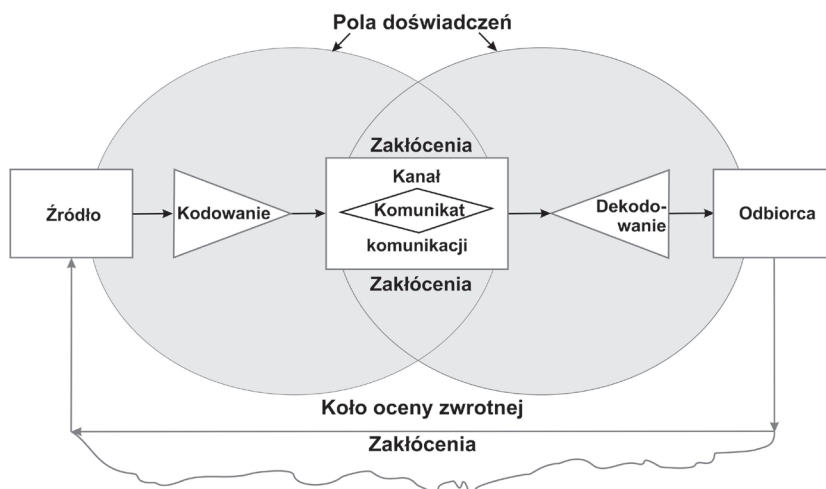 Pola doświadczeń
Zakłócenia
Kanał
Źródło
Kodowanie
Komunikat
Dekodo-
wanie
Odbiorca
komunikacji
Zakłócenia
Koło oceny zwrotnej
Zakłócenia